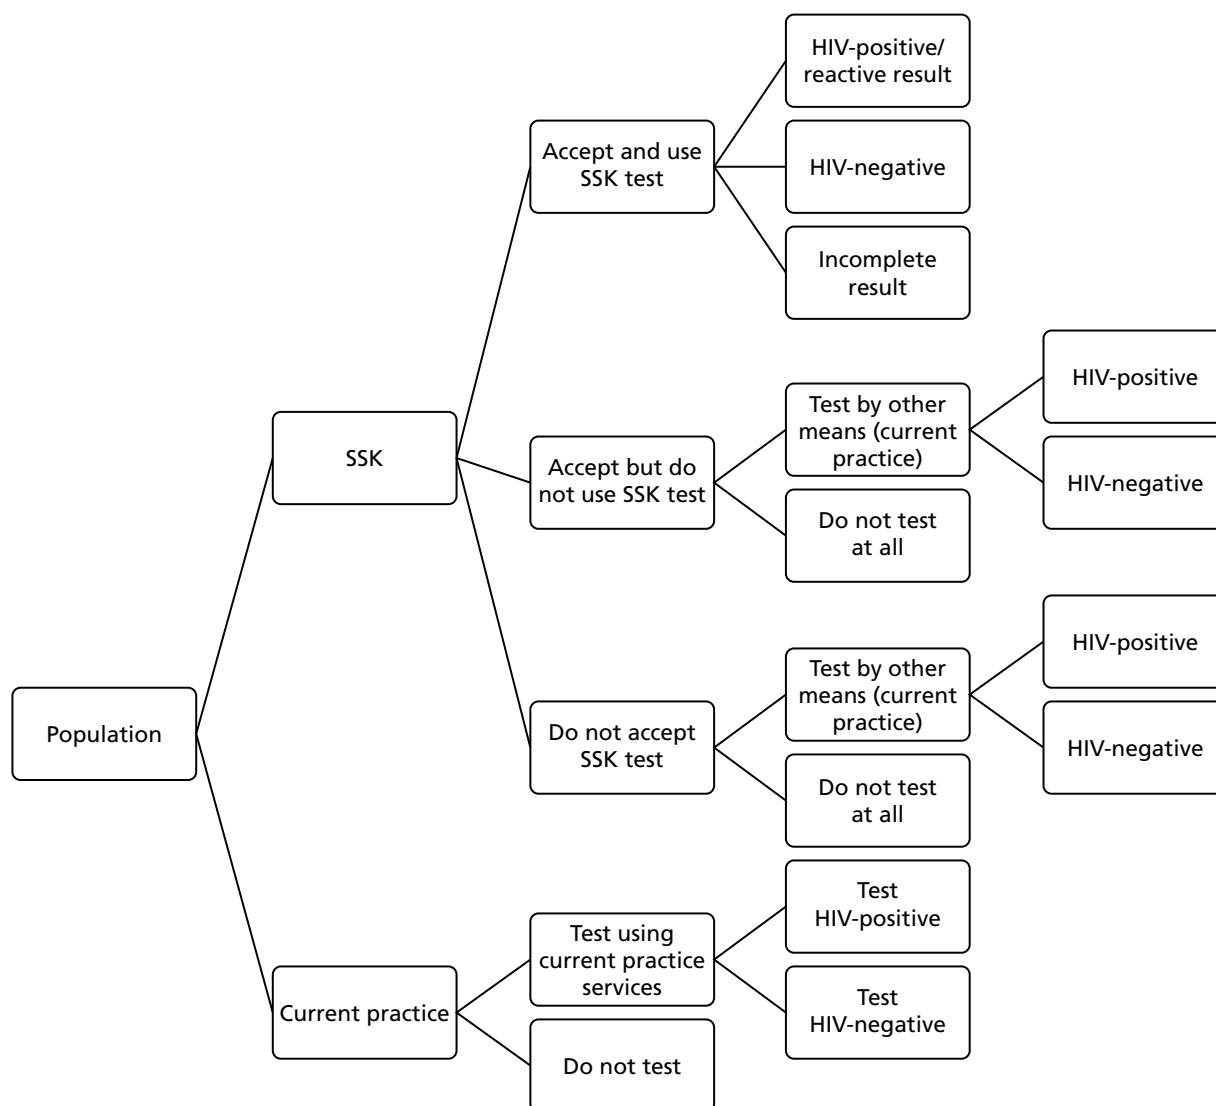 HIV-positive/
reactive result
Accept and use
SSK test
HIV-negative
Incomplete
result
HIV-positive
Test by other
means (current
practice)
SSK
Accept but do
not use SSK test
HIV-negative
Do not test
at all
HIV-positive
Test by other
means (current
practice)
Population
Do not accept
SSK test
HIV-negative
Do not test
at all
Test
HIV-positive
Test using
current practice
services
Current practice
Test
HIV-negative
Do not test